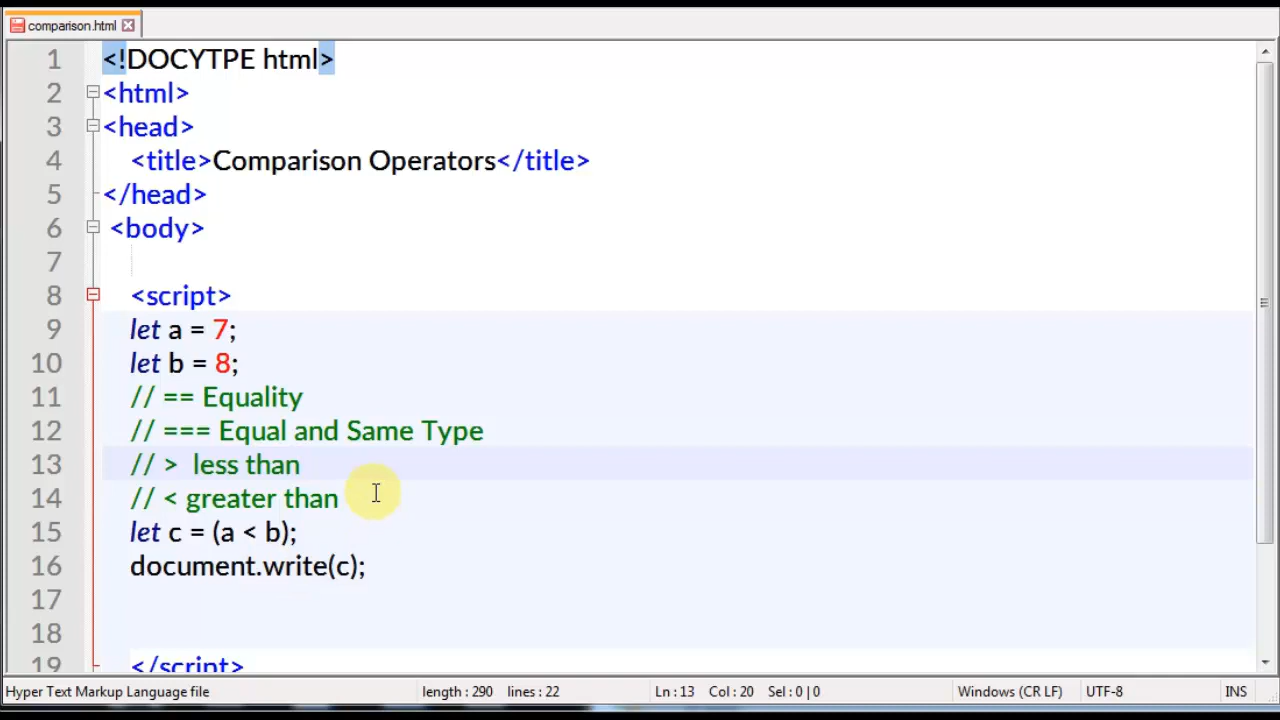 comparison.html
1 <!DOCYTPE html>
2 <html>
3 <head>
4 <title>Comparison Operators</title>
5 </head>
6 <body>
7
8 <script>
9 let a = 7;
10 let b = 8;
11 // == Equality
12 // === Equal and Same Type
13 // >  less than
14 // < greater than
15 let c = (a < b);
16 document.write(c);
17
18
19 </script>
Hyper Text Markup Language file length : 290 lines : 22 Ln : 13 Col : 20 Sel : 0 | 0 Windows (CR LF) UTF-8 INS